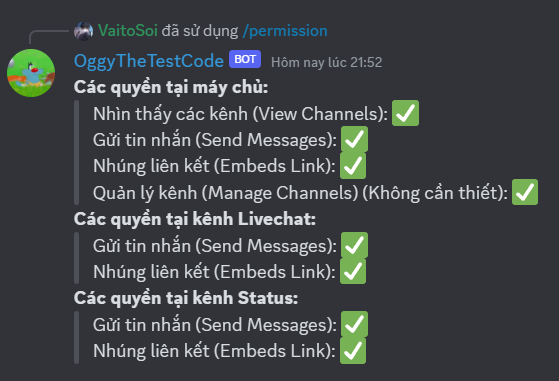 VaitoSoi đã sử dụng /permission
OggyTheTestCode BOT Hôm nay lúc 21:52
Các quyền tại máy chủ:
Nhìn thấy các kênh (View Channels): ✅
Gửi tin nhắn (Send Messages): ✅
Nhúng liên kết (Embeds Link): ✅
Quản lý kênh (Manage Channels) (Không cần thiết): ✅
Các quyền tại kênh Livechat:
Gửi tin nhắn (Send Messages): ✅
Nhúng liên kết (Embeds Link): ✅
Các quyền tại kênh Status:
Gửi tin nhắn (Send Messages): ✅
Nhúng liên kết (Embeds Link): ✅